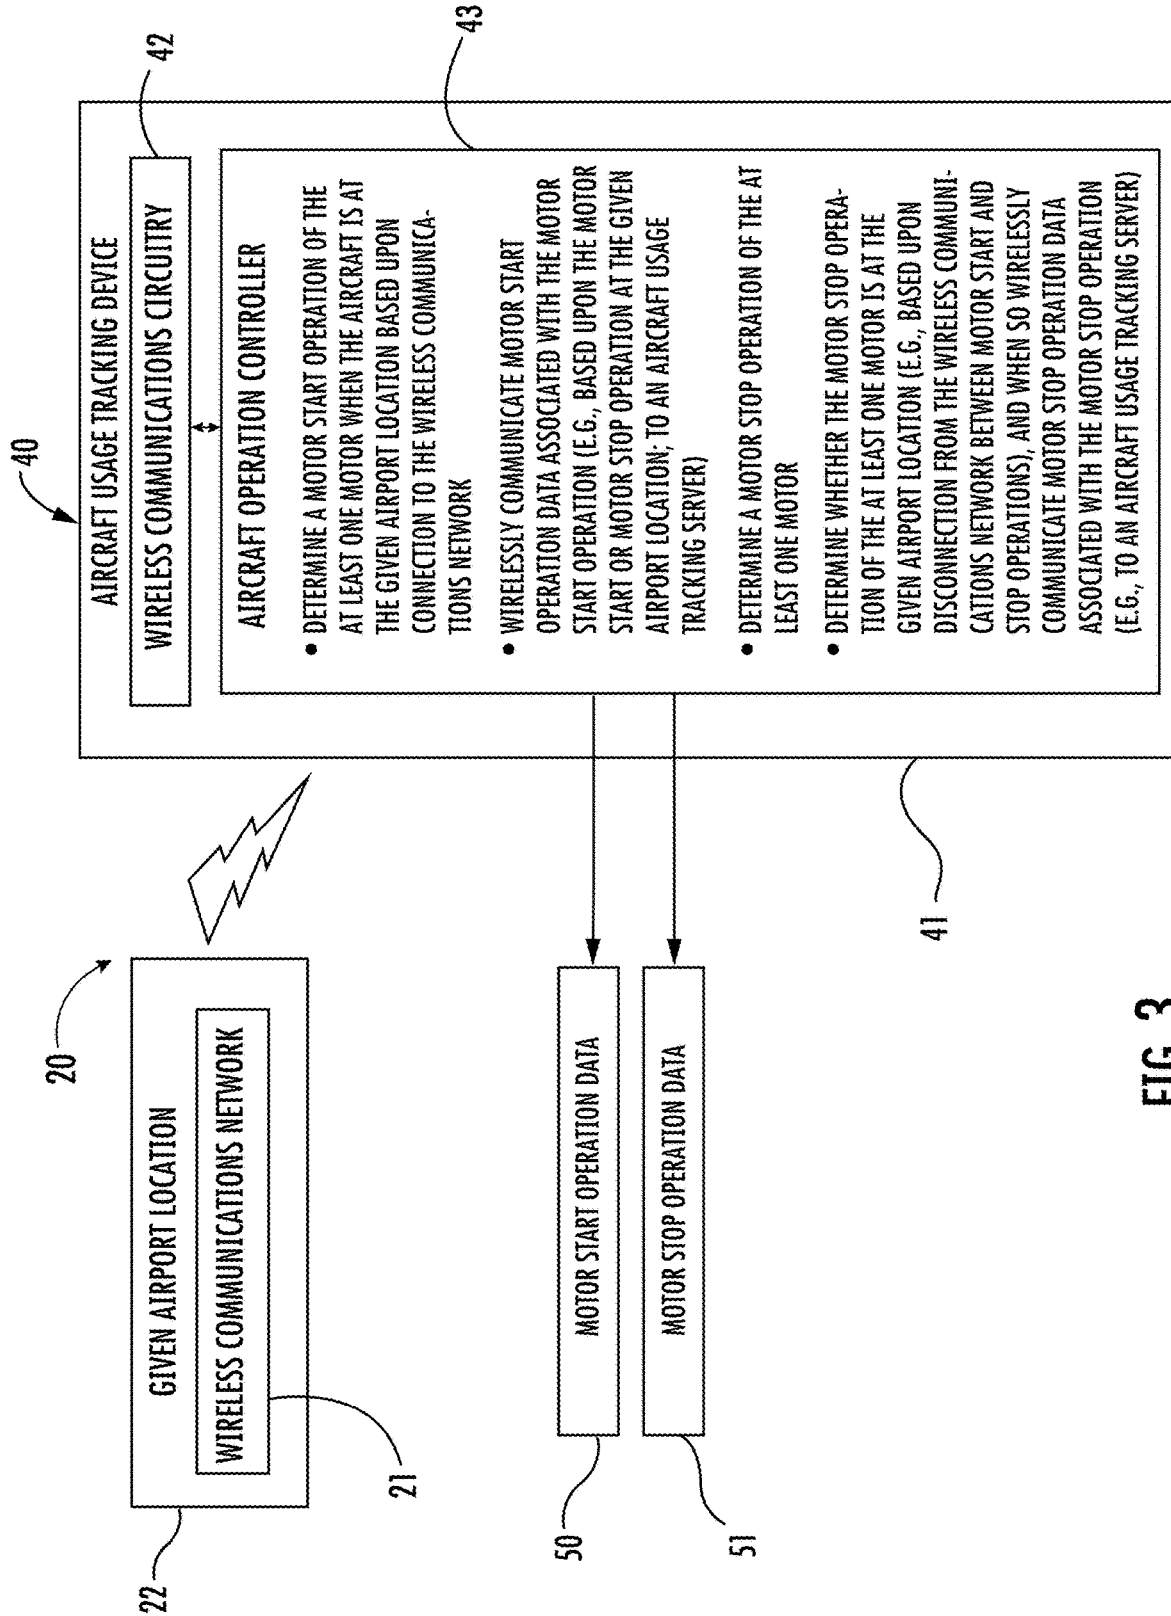 20
22
GIVEN AIRPORT LOCATION
WIRELESS COMMUNICATIONS NETWORK
21
40
AIRCRAFT USAGE TRACKING DEVICE
WIRELESS COMMUNICATIONS CIRCUITRY
42
AIRCRAFT OPERATION CONTROLLER
43
• DETERMINE A MOTOR START OPERATION OF THE
AT LEAST ONE MOTOR WHEN THE AIRCRAFT IS AT
THE GIVEN AIRPORT LOCATION BASED UPON
CONNECTION TO THE WIRELESS COMMUNICA-
TIONS NETWORK
• WIRELESSLY COMMUNICATE MOTOR START
OPERATION DATA ASSOCIATED WITH THE MOTOR
START OPERATION (E.G., BASED UPON THE MOTOR
START OR MOTOR STOP OPERATION AT THE GIVEN
AIRPORT LOCATION; TO AN AIRCRAFT USAGE
TRACKING SERVER)
• DETERMINE A MOTOR STOP OPERATION OF THE AT
LEAST ONE MOTOR
• DETERMINE WHETHER THE MOTOR STOP OPERA-
TION OF THE AT LEAST ONE MOTOR IS AT THE
GIVEN AIRPORT LOCATION (E.G., BASED UPON
DISCONNECTION FROM THE WIRELESS COMMUNI-
CATIONS NETWORK BETWEEN MOTOR START AND
STOP OPERATIONS), AND WHEN SO WIRELESSLY
COMMUNICATE MOTOR STOP OPERATION DATA
ASSOCIATED WITH THE MOTOR STOP OPERATION
(E.G., TO AN AIRCRAFT USAGE TRACKING SERVER)
41
MOTOR START OPERATION DATA
50
MOTOR STOP OPERATION DATA
51
FIG. 3